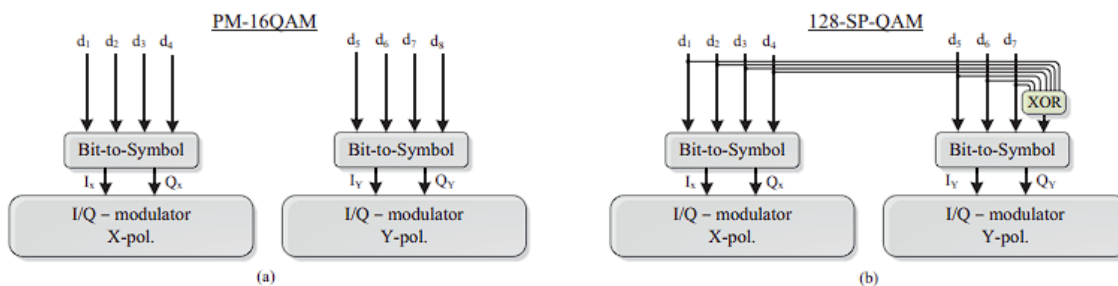 PM-16QAM
d1 d2 d3 d4 d5 d6 d7 d8
Bit-to-Symbol Bit-to-Symbol
Ix Qx IY QY
I/Q – modulator I/Q – modulator
X-pol. Y-pol.
(a)
128-SP-QAM
d1 d2 d3 d4 d5 d6 d7
XOR
Bit-to-Symbol Bit-to-Symbol
Ix Qx IY QY
I/Q – modulator I/Q – modulator
X-pol. Y-pol.
(b)